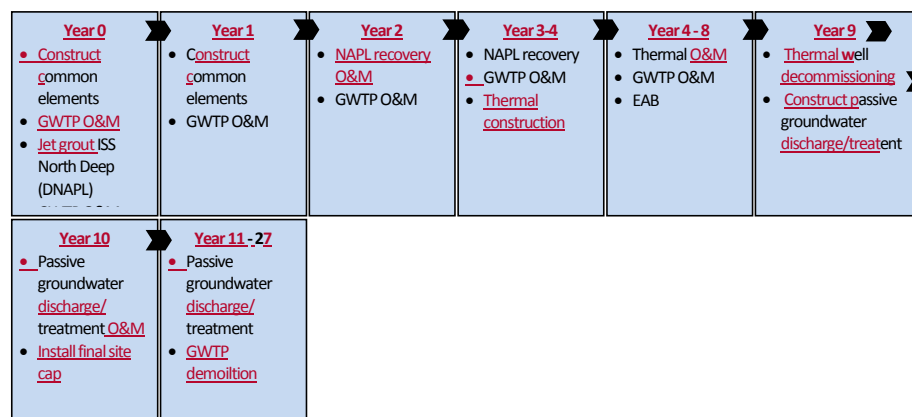 Year 0
• Construct
common
elements
• GWTP O&M
• Jet grout ISS
North Deep
(DNAPL)
Year 1
• Construct
common
elements
• GWTP O&M
Year 2
• NAPL recovery
O&M
• GWTP O&M
Year 3-4
• NAPL recovery
• GWTP O&M
• Thermal
construction
Year 4 - 8
• Thermal O&M
• GWTP O&M
• EAB
Year 9
• Thermal well
decommissioning
• Construct passive
groundwater
discharge/treatent
Year 10
• Passive
groundwater
discharge/
treatment O&M
• Install final site
cap
Year 11 - 27
• Passive
groundwater
discharge/
treatment
• GWTP
demoiltion